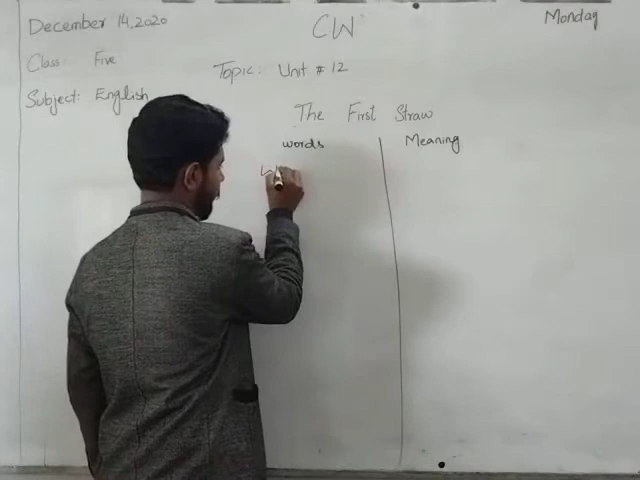 December 14, 2020 CW Monday
Class: Five
Topic: Unit # 12
Subject: English
The First Straw
words Meaning